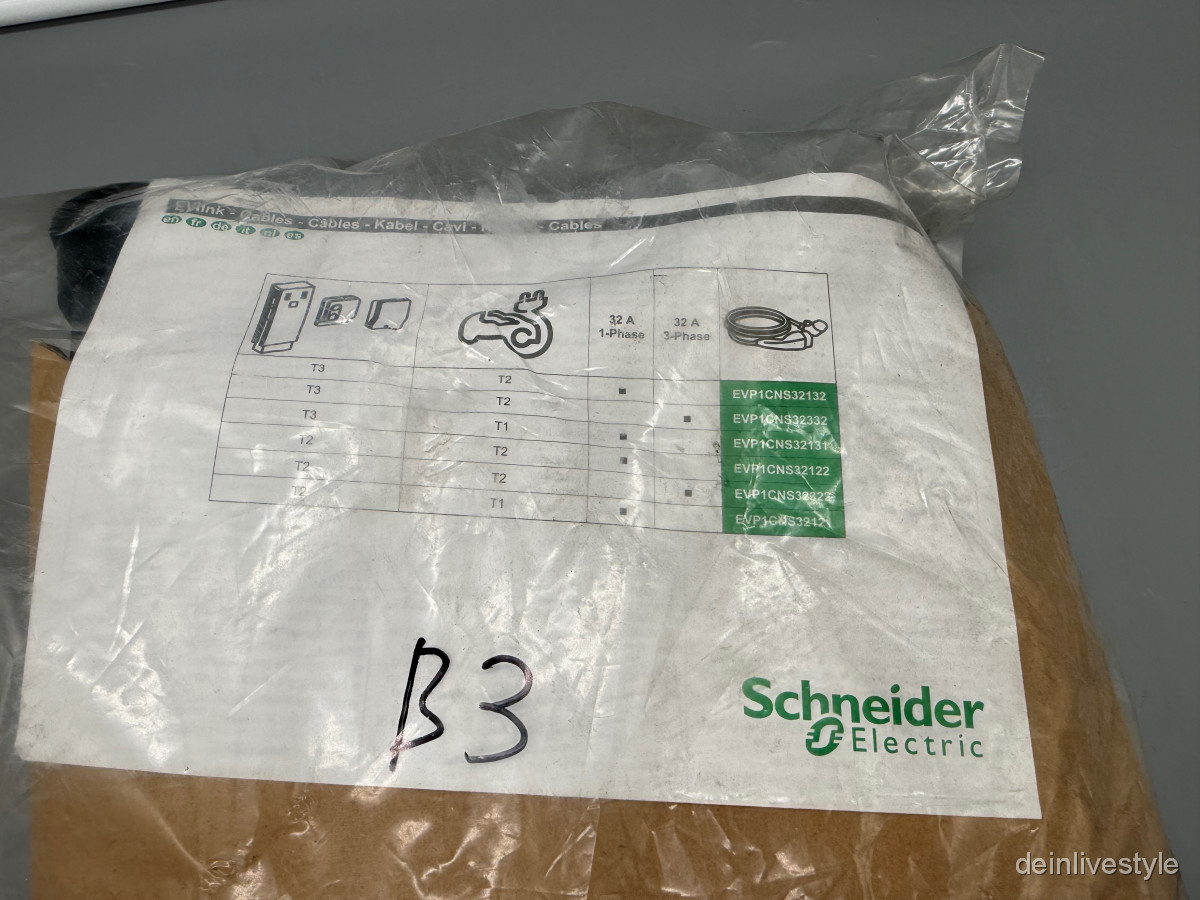 EVlink - Cables - Câbles - Kabel - Cavi - - Cables
en fr de it nl es
32 A
1-Phase
32 A
3-Phase
T3 T2 ■ EVP1CNS32132
T3 T2 ■ EVP1CNS32332
T3 T1 ■ EVP1CNS32131
T2 T2 ■ EVP1CNS32122
T2 T2 ■
T2 T1 ■ EVP1CNS32121
B3
Schneider
Electric
deinlivestyle